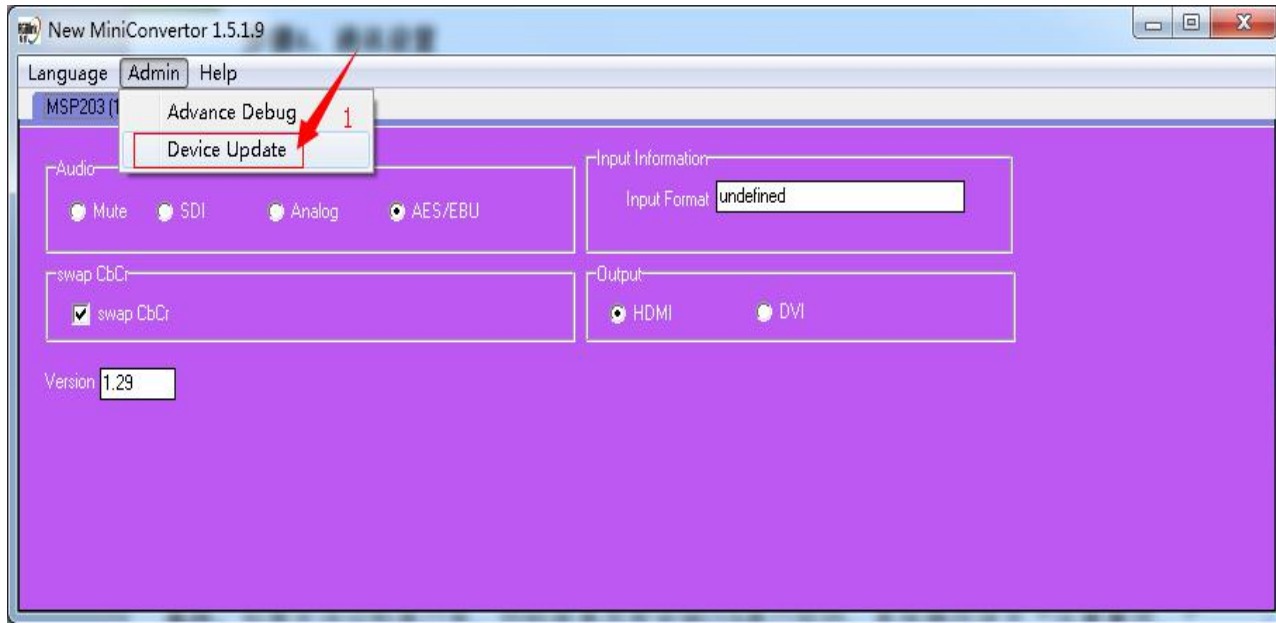 New MiniConvertor 1.5.1.9
Language Admin Help
MSP203 (1
Advance Debug
1
Device Update
Audio
Mute SDI Analog AES/EBU
Input Information
Input Format undefined
swap CbCr
swap CbCr
Output
HDMI DVI
Version 1.29